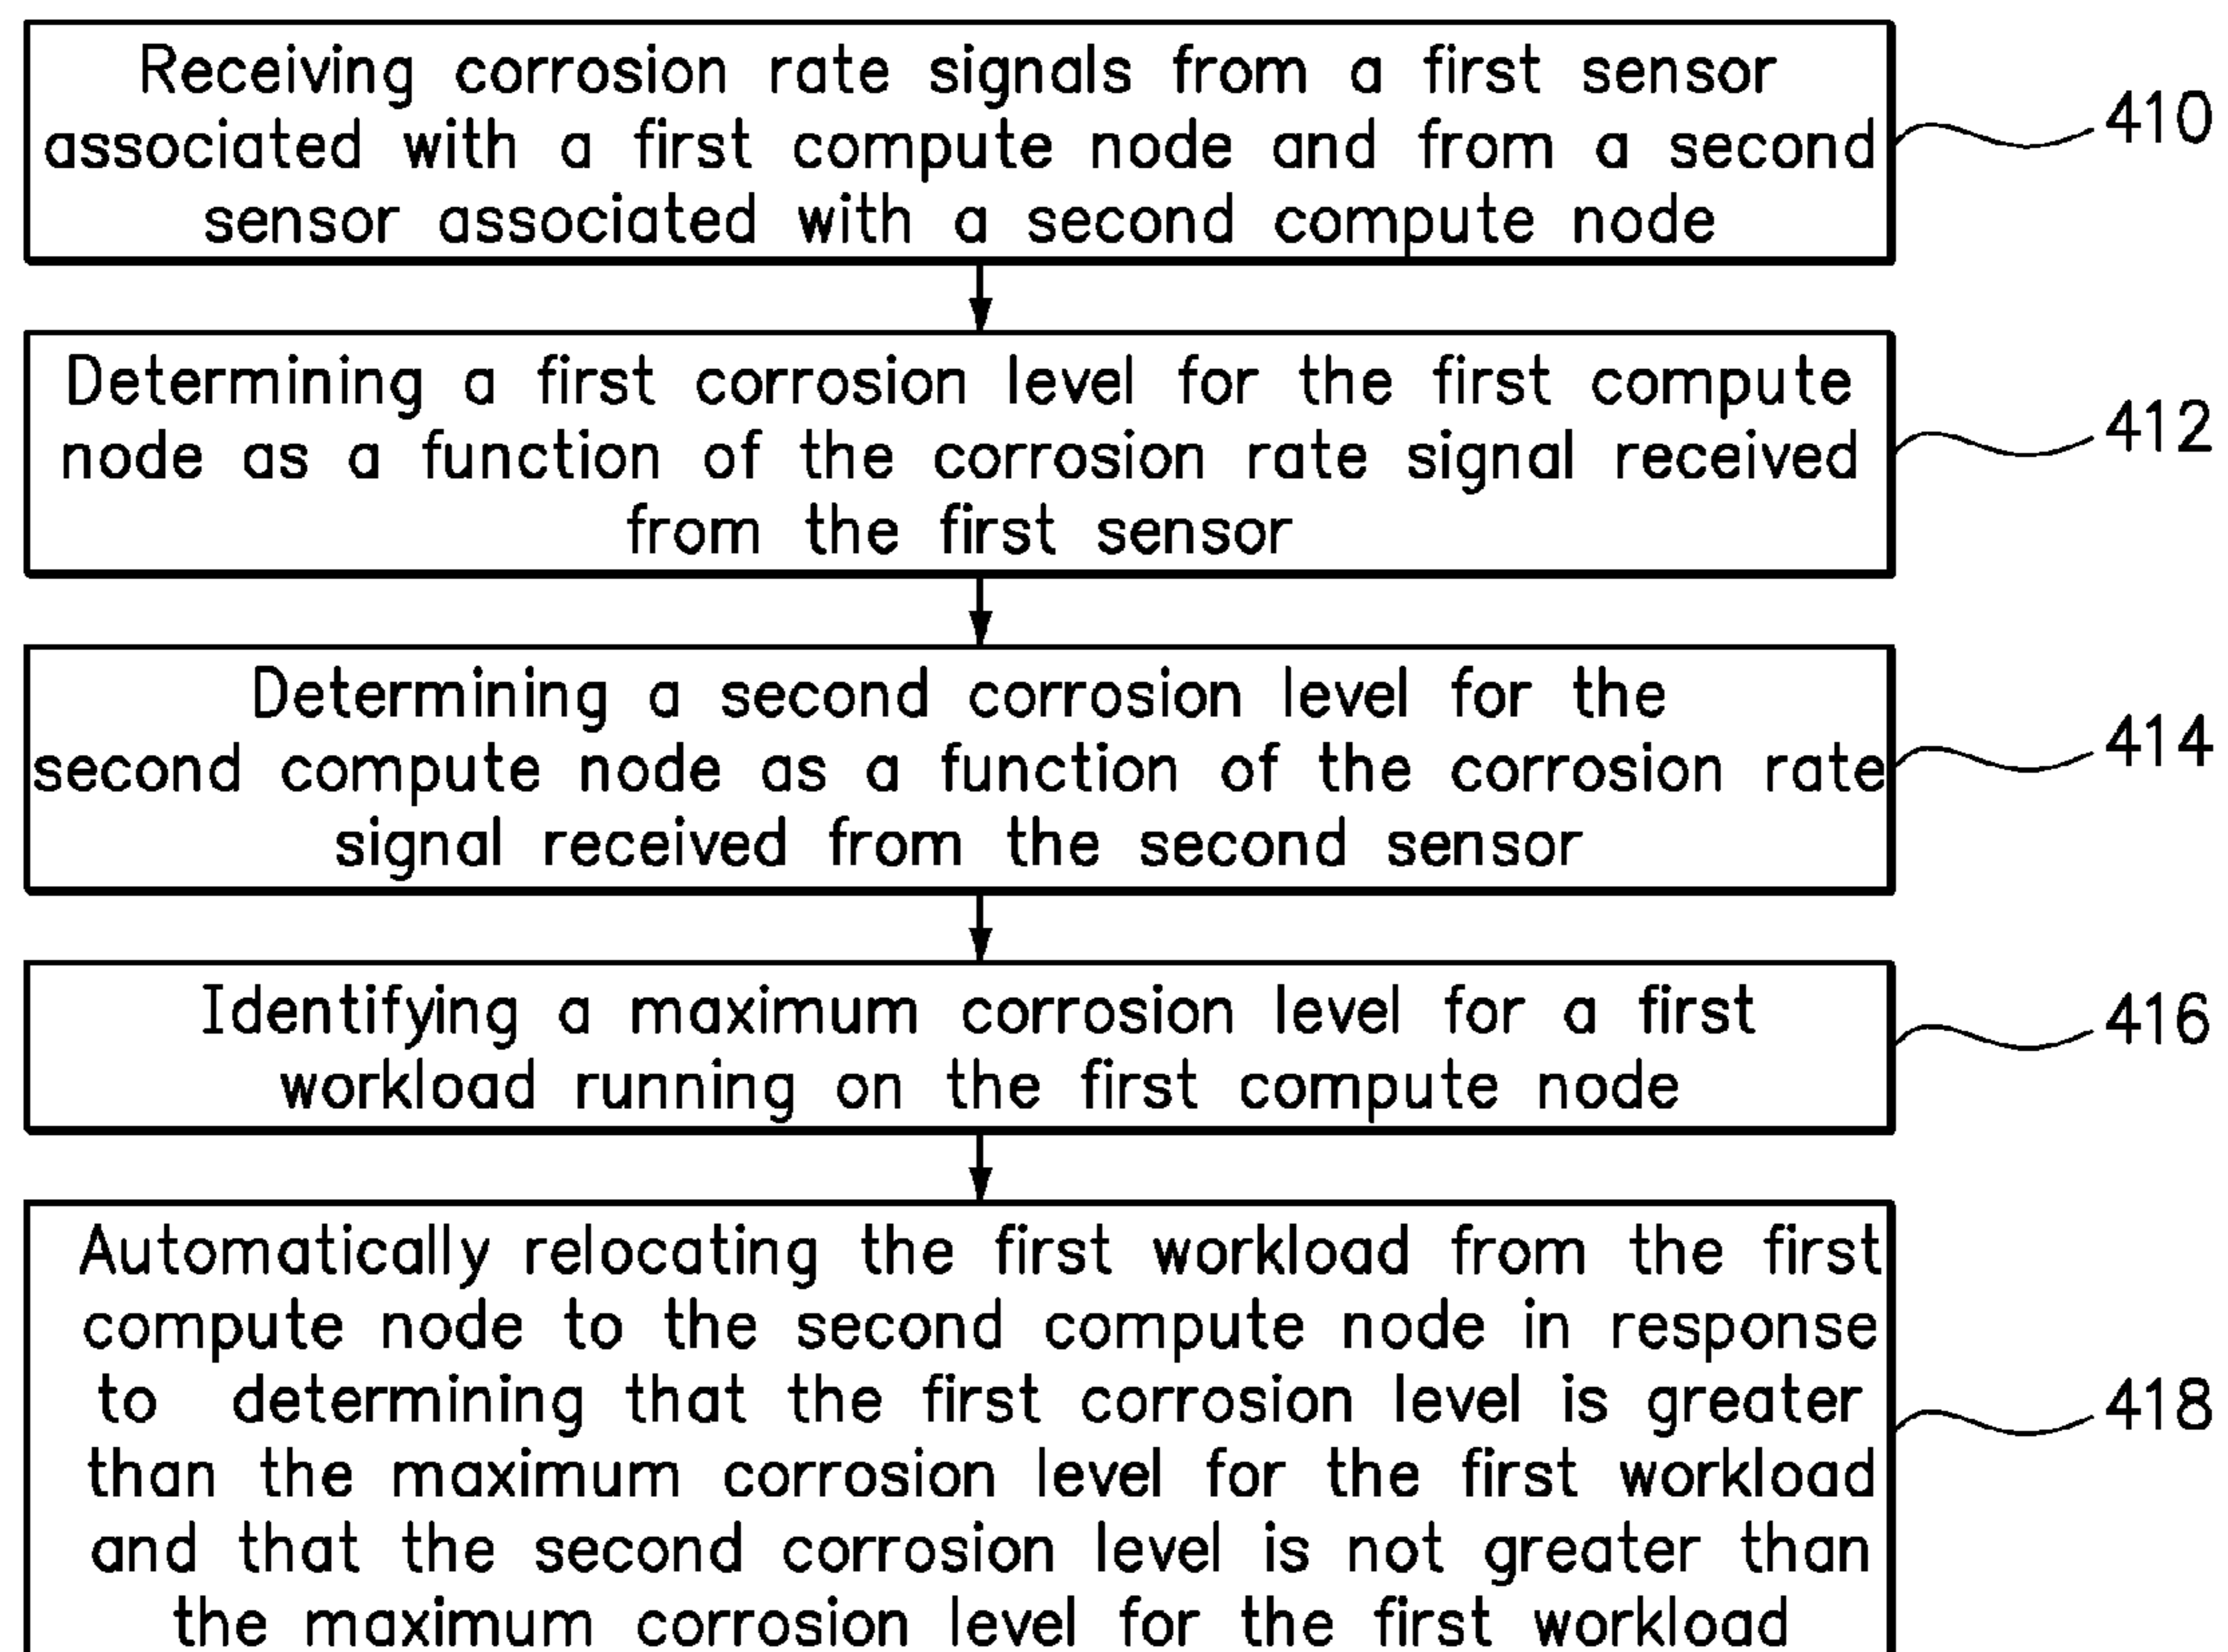 Receiving corrosion rate signals from a first sensor
associated with a first compute node and from a second
sensor associated with a second compute node
410
Determining a first corrosion level for the first compute
node as a function of the corrosion rate signal received
from the first sensor
412
Determining a second corrosion level for the
second compute node as a function of the corrosion rate
signal received from the second sensor
414
Identifying a maximum corrosion level for a first
workload running on the first compute node
416
Automatically relocating the first workload from the first
compute node to the second compute node in response
to determining that the first corrosion level is greater
than the maximum corrosion level for the first workload
and that the second corrosion level is not greater than
the maximum corrosion level for the first workload
418